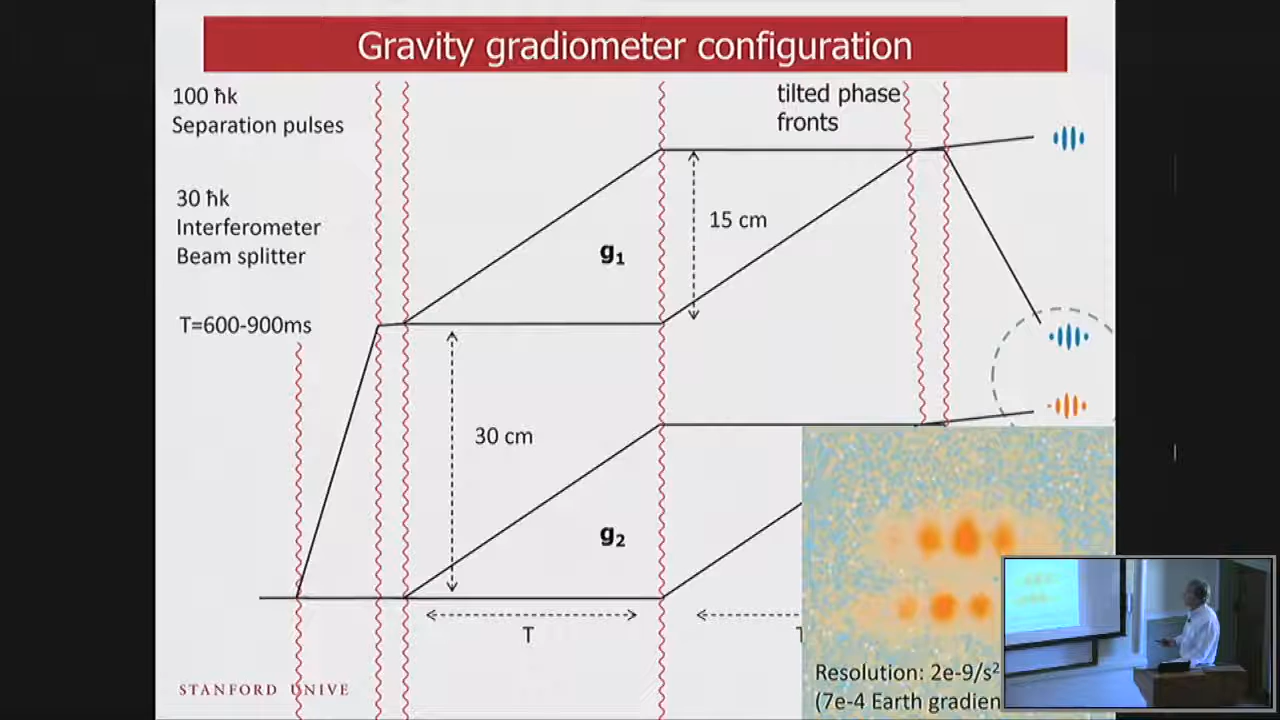 Gravity gradiometer configuration
100 ħk
Separation pulses
30 ħk
Interferometer
Beam splitter
T=600-900ms
tilted phase
fronts
15 cm
g₁
30 cm
g₂
T
Resolution: 2e-9/s²
(7e-4 Earth gradien
STANFORD UNIVE